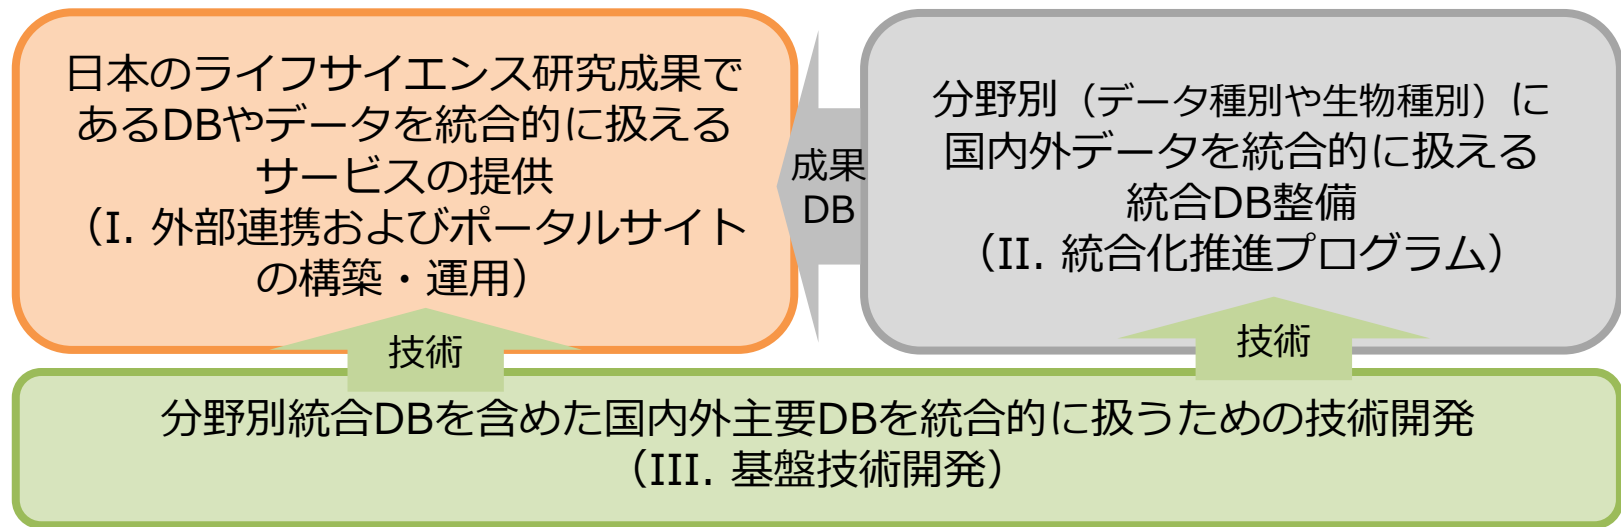 日本のライフサイエンス研究成果で
あるDBやデータを統合的に扱える
サービスの提供
（I. 外部連携およびポータルサイト
の構築・運用）
成果
DB
分野別（データ種別や生物種別）に
国内外データを統合的に扱える
統合DB整備
（II. 統合化推進プログラム）
技術
技術
分野別統合DBを含めた国内外主要DBを統合的に扱うための技術開発
（III. 基盤技術開発）